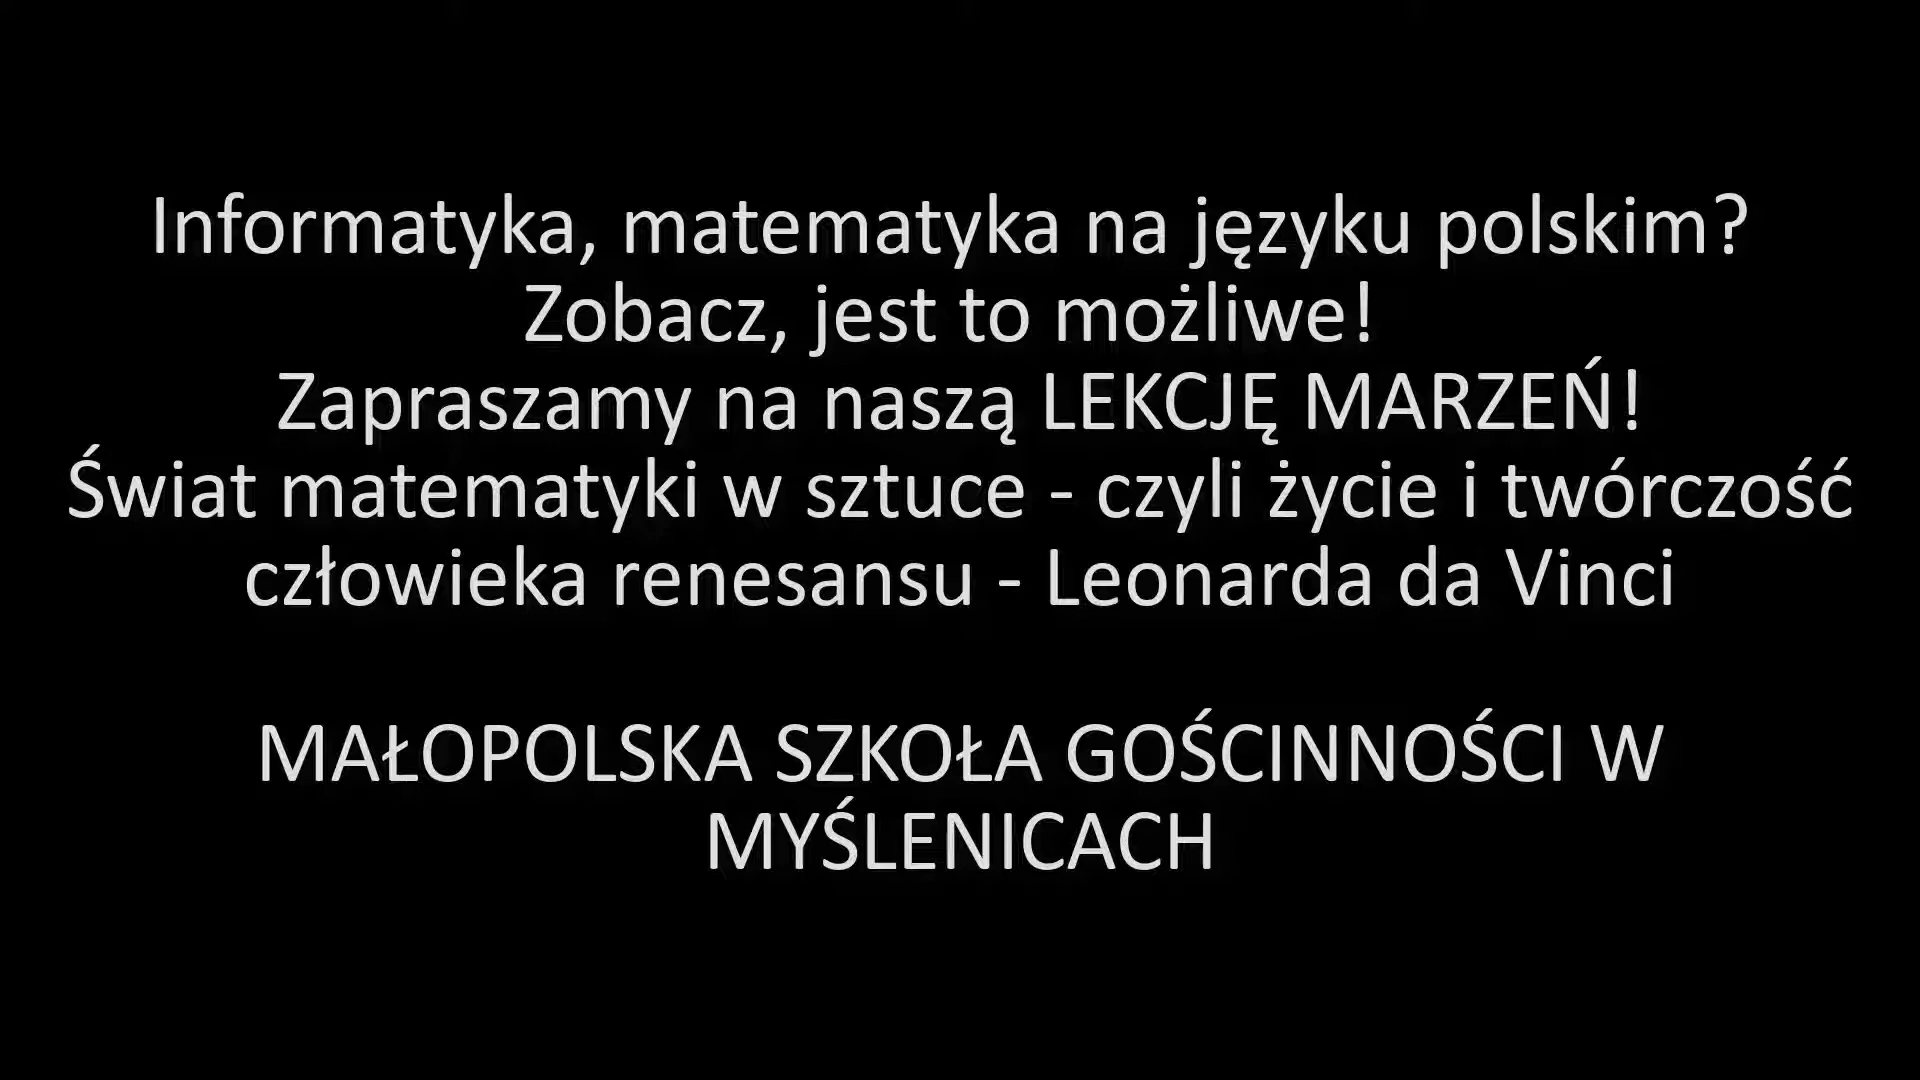 Informatyka, matematyka na języku polskim?
Zobacz, jest to możliwe!
Zapraszamy na naszą LEKCJĘ MARZEŃ!
Świat matematyki w sztuce - czyli życie i twórczość
człowieka renesansu - Leonarda da Vinci
MAŁOPOLSKA SZKOŁA GOŚCINNOŚCI W
MYŚLENICACH